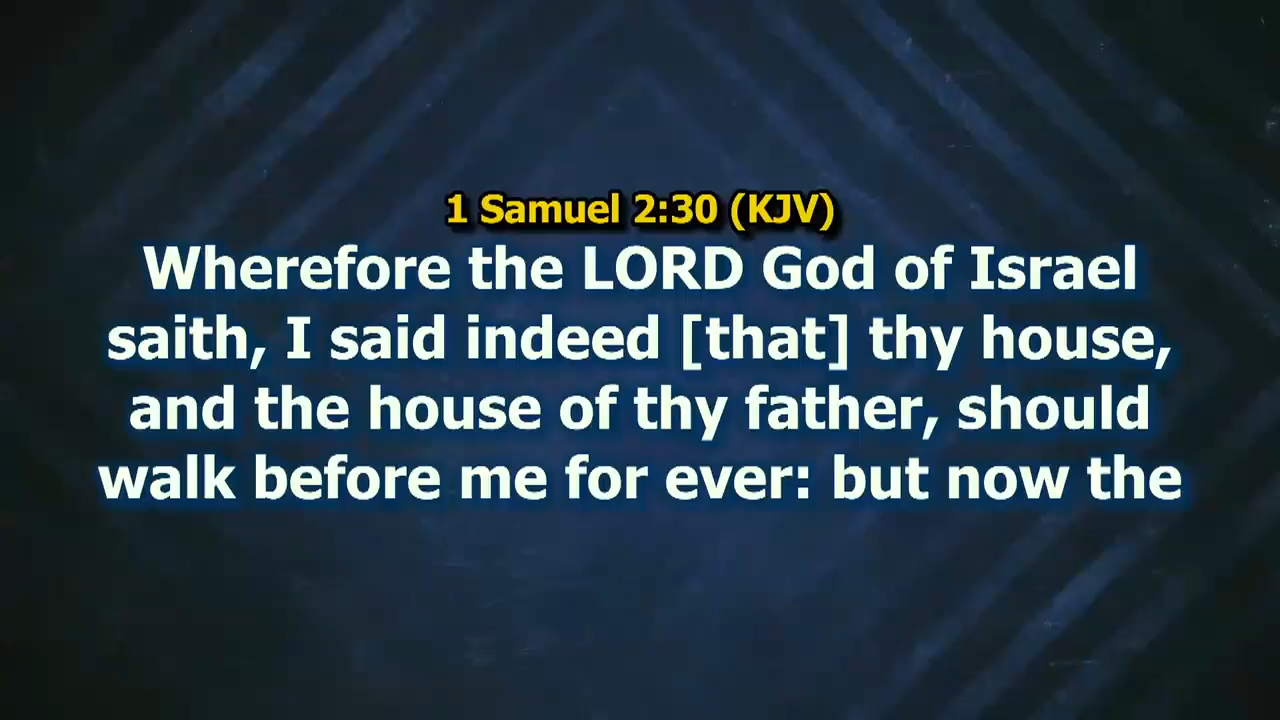 1 Samuel 2:30 (KJV)
Wherefore the LORD God of Israel
saith, I said indeed [that] thy house,
and the house of thy father, should
walk before me for ever: but now the